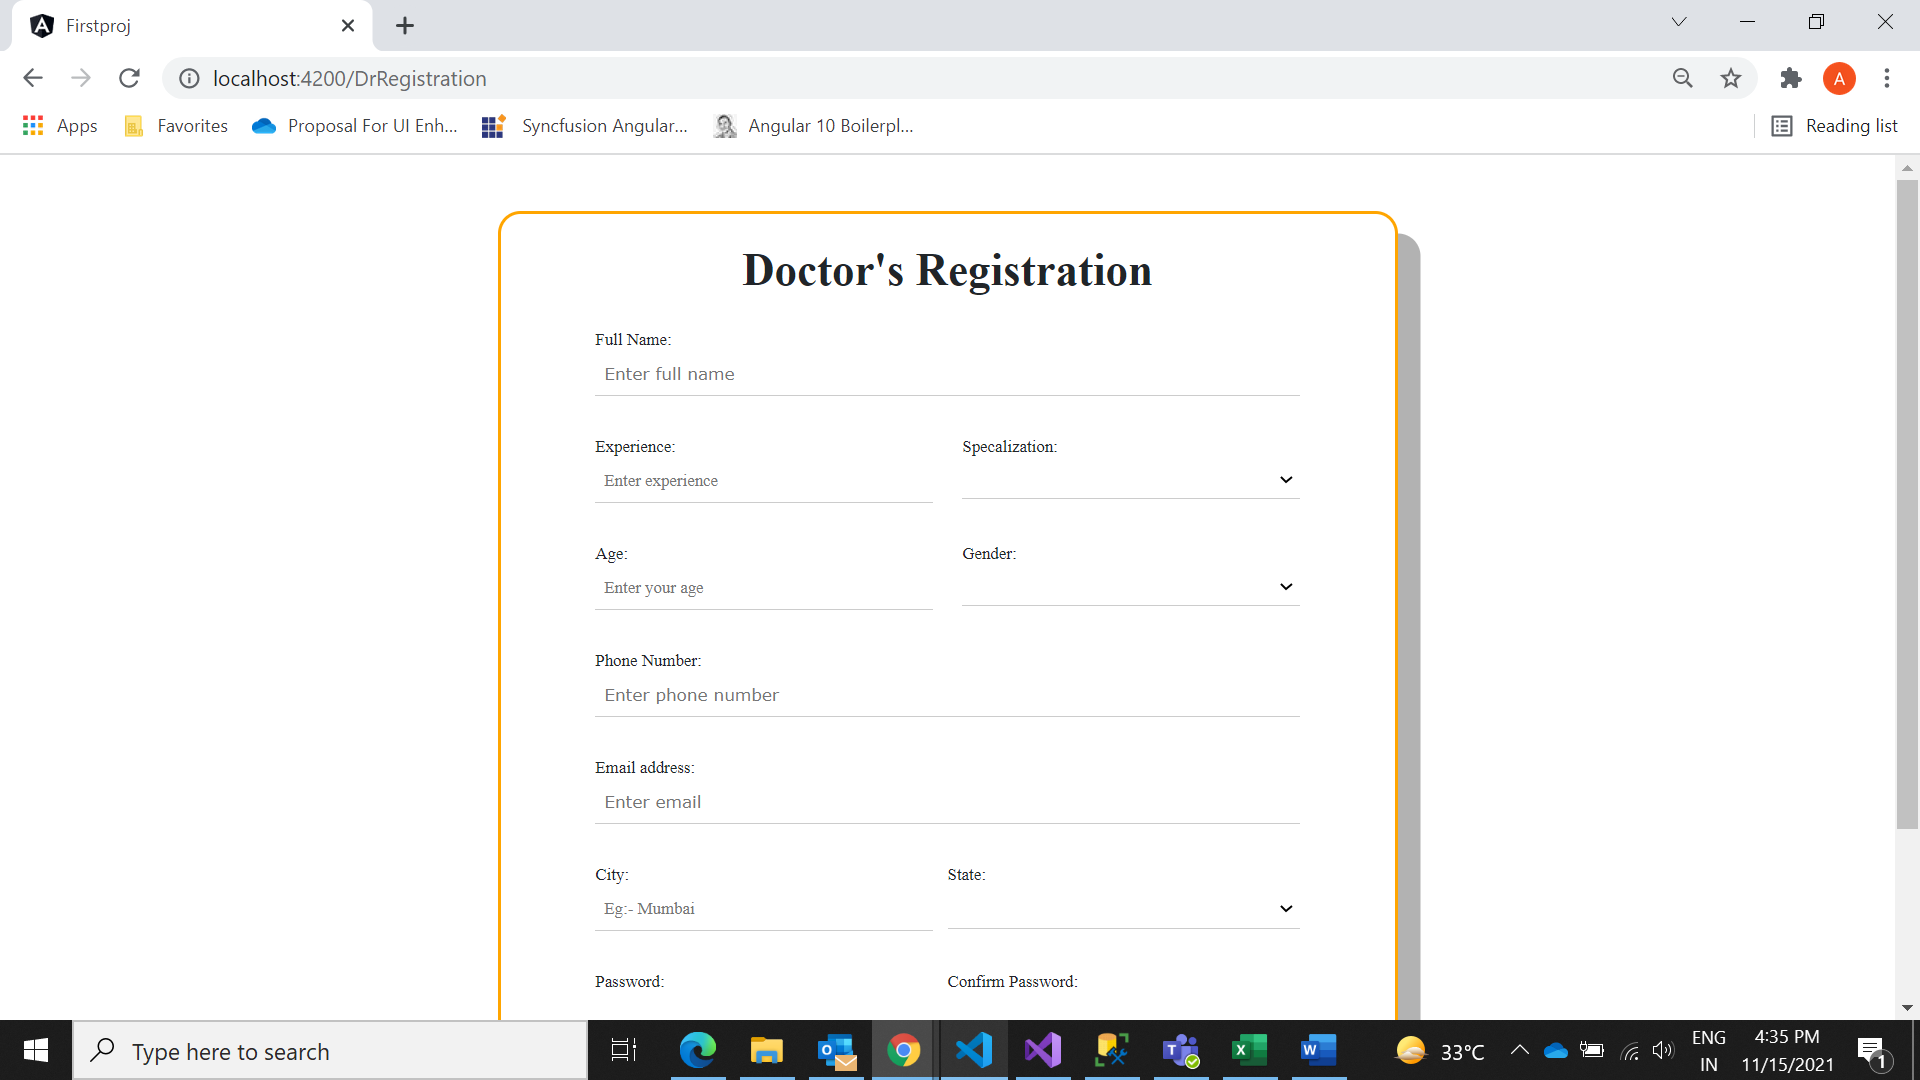 Firstproj
localhost:4200/DrRegistration
A
Apps
Favorites
Proposal For UI Enh...
Syncfusion Angular...
Angular 10 Boilerpl...
Reading list
Doctor's Registration
Full Name:
Enter full name
Experience:
Specalization:
Enter experience
Age:
Gender:
Enter your age
Phone Number:
Enter phone number
Email address:
Enter email
City:
State:
Eg:- Mumbai
Password:
Confirm Password:
Type here to search
33°C
ENG
IN
4:35 PM
11/15/2021
1